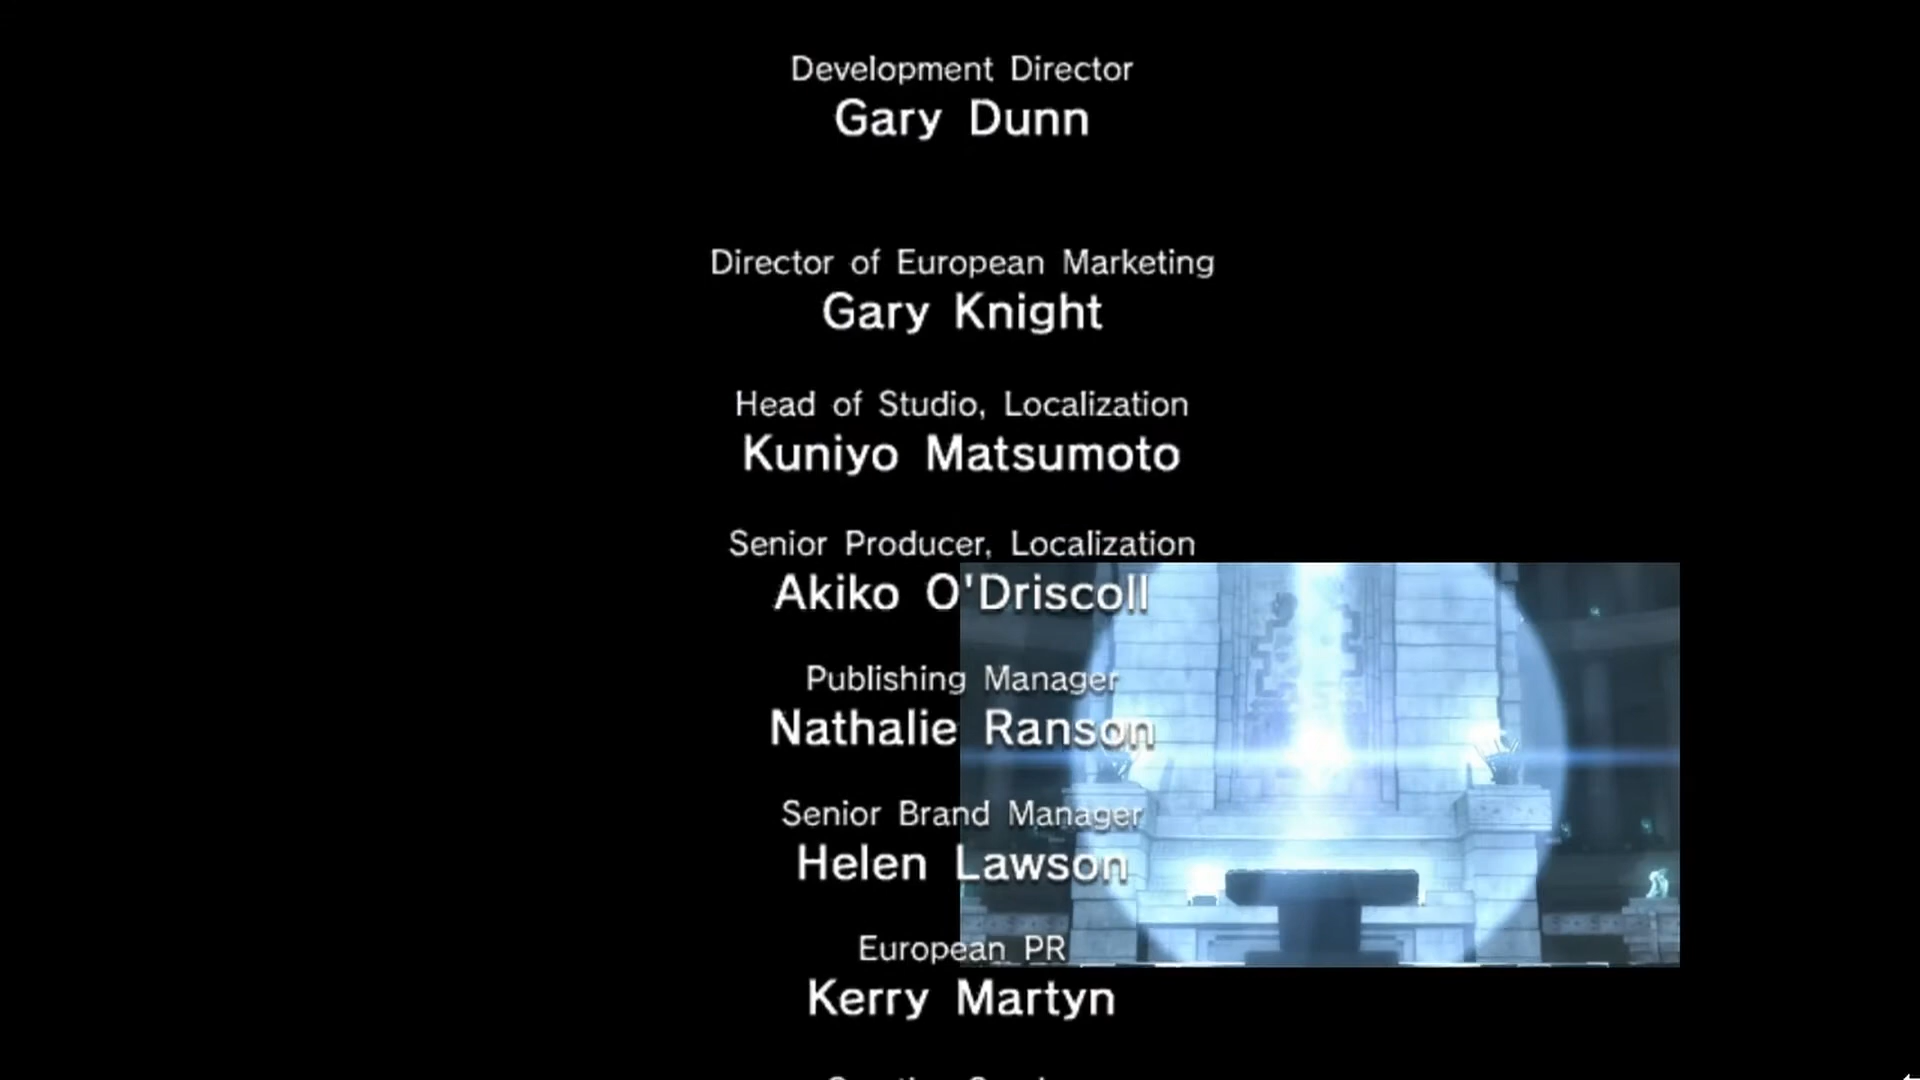 Development Director
Gary Dunn
Director of European Marketing
Gary Knight
Head of Studio, Localization
Kuniyo Matsumoto
Senior Producer, Localization
Akiko O'Driscoll
Publishing Manager
Nathalie Ranson
Senior Brand Manager
Helen Lawson
European PR
Kerry Martyn